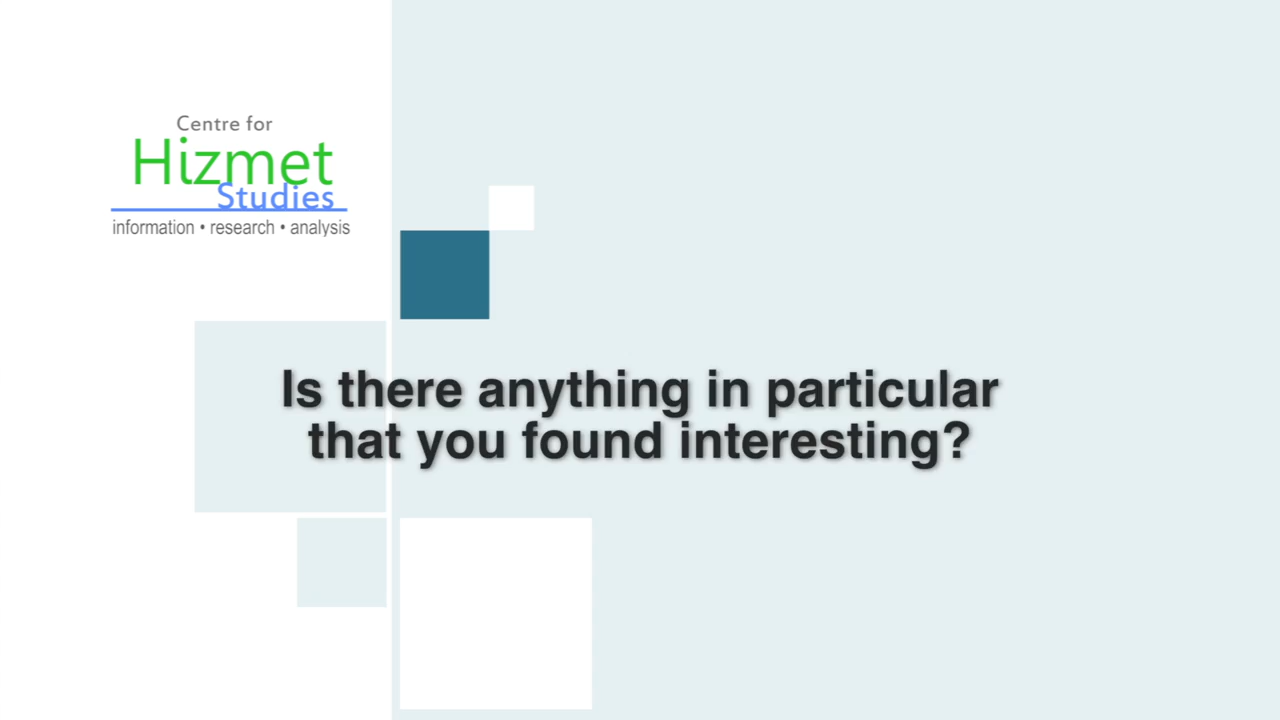 Centre for
Hizmet
Studies
information • research • analysis
Is there anything in particular
that you found interesting?